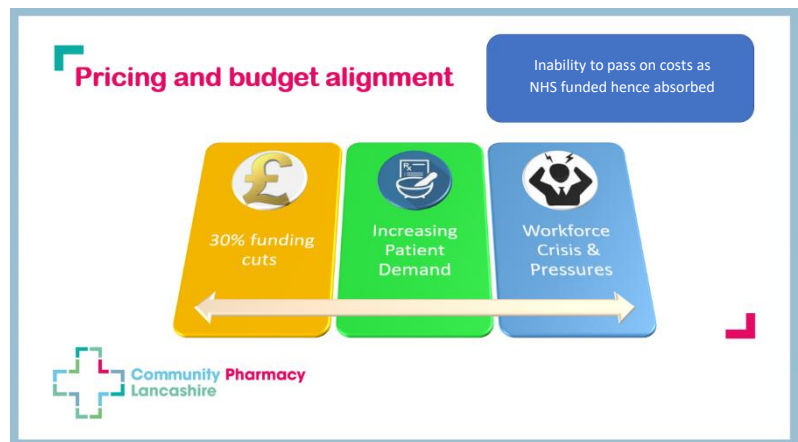 Pricing and budget alignment
Inability to pass on costs as
NHS funded hence absorbed
£
30% funding
cuts
Rx
Increasing
Patient
Demand
Workforce
Crisis &
Pressures
Community Pharmacy
Lancashire